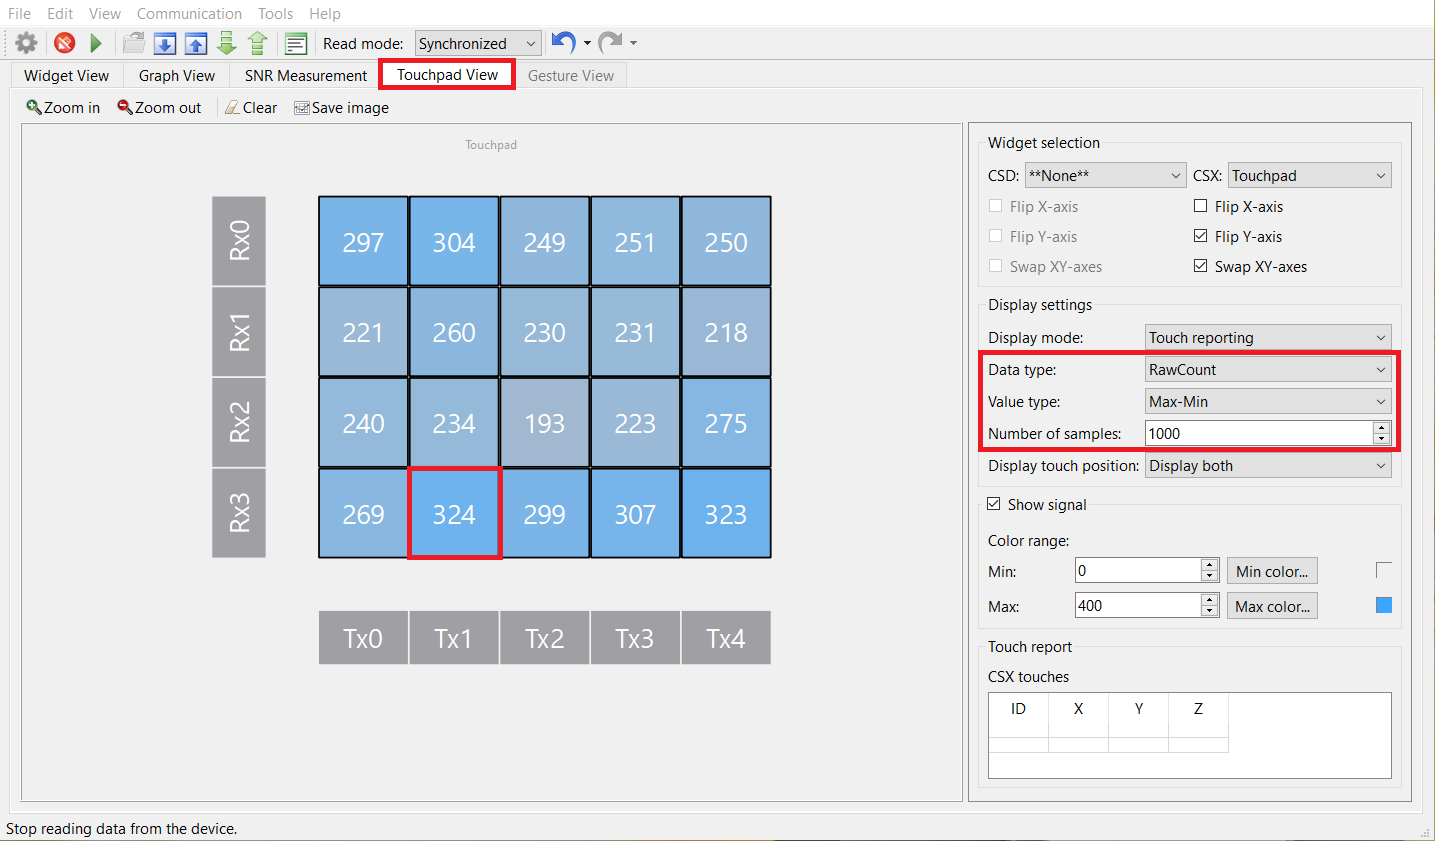 File Edit View Communication Tools Help
Read mode: Synchronized
Widget View Graph View SNR Measurement Touchpad View Gesture View
Zoom in Zoom out Clear Save image
Touchpad
Rx0 297 304 249 251 250
Rx1 221 260 230 231 218
Rx2 240 234 193 223 275
Rx3 269 324 299 307 323
Tx0 Tx1 Tx2 Tx3 Tx4
Widget selection
CSD: **None** CSX: Touchpad
Flip X-axis Flip X-axis
Flip Y-axis Flip Y-axis
Swap XY-axes Swap XY-axes
Display settings
Display mode: Touch reporting
Data type: RawCount
Value type: Max-Min
Number of samples: 1000
Display touch position: Display both
Show signal
Color range:
Min: 0 Min color...
Max: 400 Max color...
Touch report
CSX touches
ID X Y Z
Stop reading data from the device.